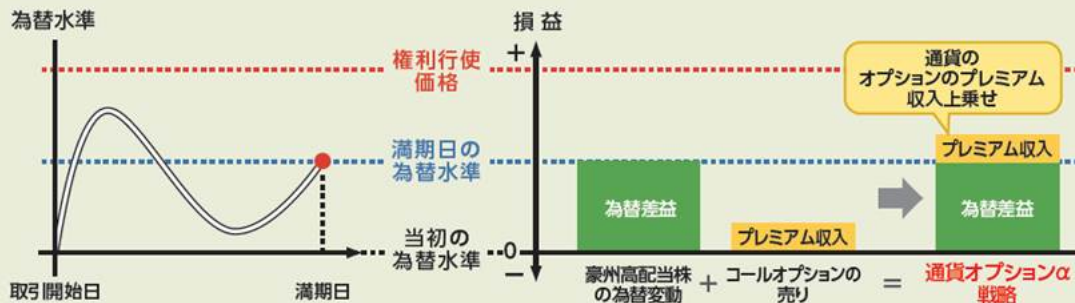 為替水準
権利行使
価格
満期日の
為替水準
当初の
為替水準
取引開始日
満期日
損益
+
0
−
通貨の
オプションのプレミアム
収入上乗せ
プレミアム収入
為替差益
為替差益
プレミアム収入
豪州高配当株
の為替変動
+
コールオプションの
売り
=
通貨オプションα
戦略